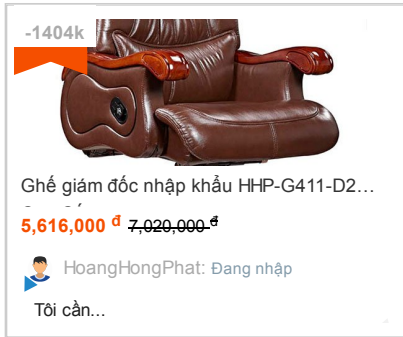 -1404k
Ghế giám đốc nhập khẩu HHP-G411-D2…
5,616,000 đ 7,020,000 đ
HoangHongPhat: Đang nhập
Tôi cần...